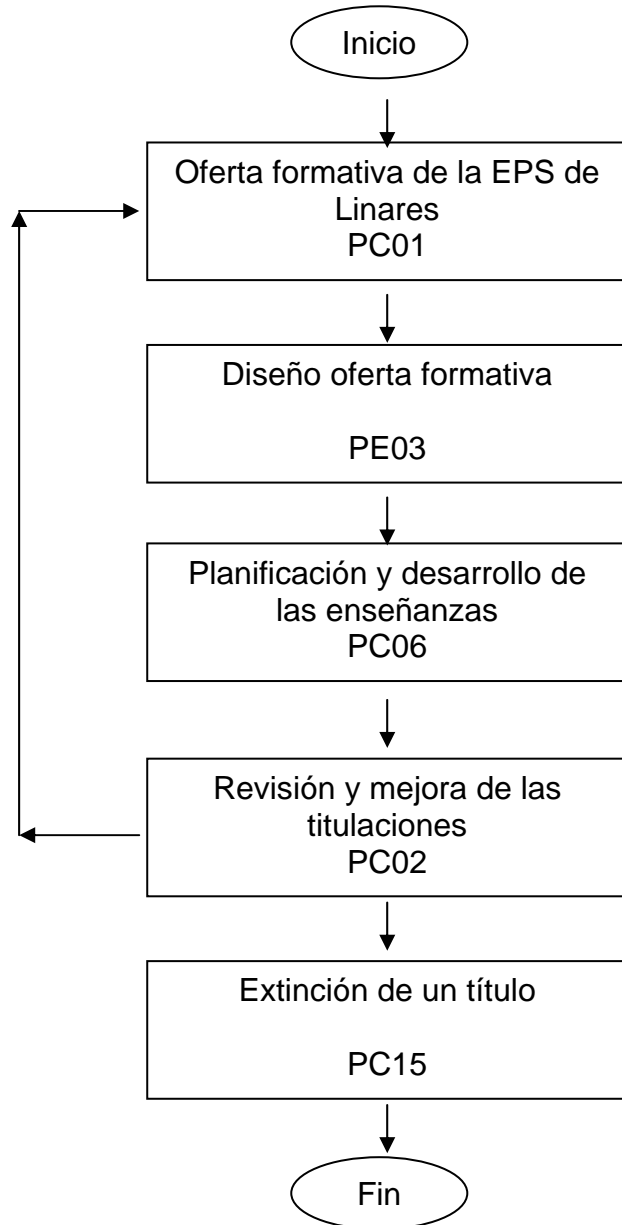 Inicio
Oferta formativa de la EPS de
Linares
PC01
Diseño oferta formativa
PE03
Planificación y desarrollo de
las enseñanzas
PC06
Revisión y mejora de las
titulaciones
PC02
Extinción de un título
PC15
Fin